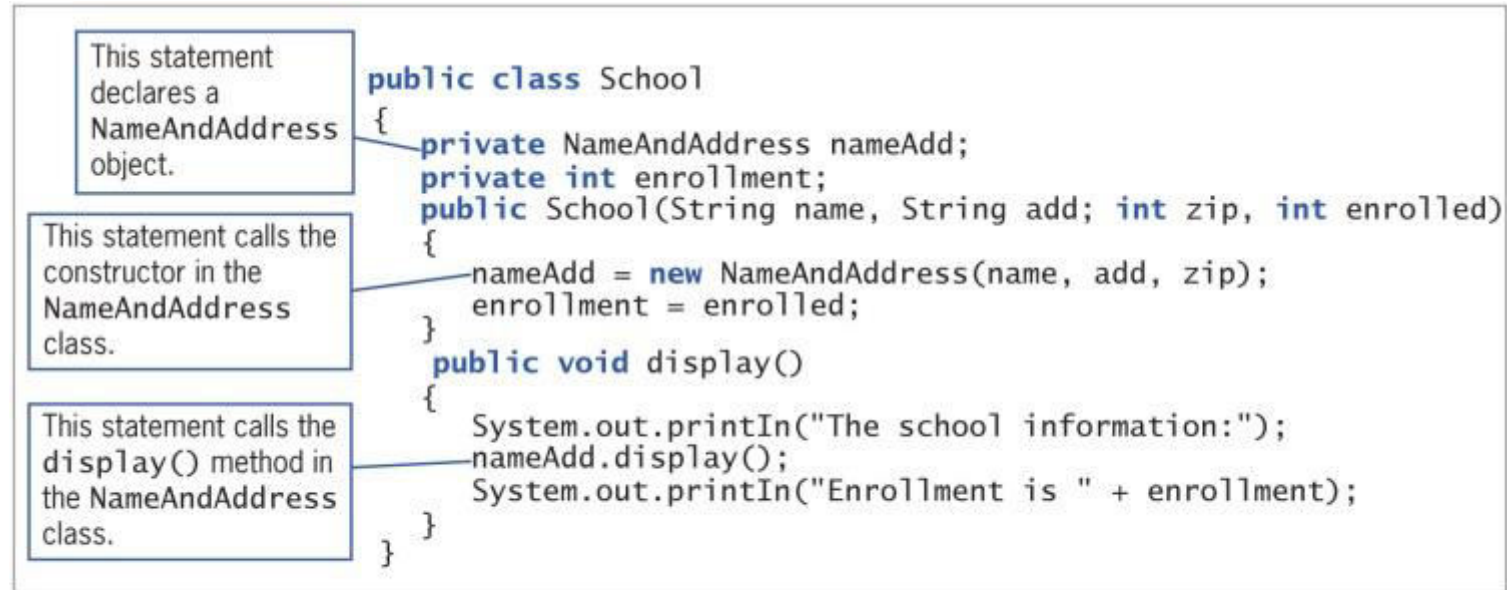 This statement
declares a
NameAndAddress
object.
public class School
{
private NameAndAddress nameAdd;
private int enrollment;
public School(String name, String add; int zip, int enrolled)
This statement calls the
constructor in the
NameAndAddress
class.
{
nameAdd = new NameAndAddress(name, add, zip);
enrollment = enrolled;
}
public void display()
{
This statement calls the
display() method in
the NameAndAddress
class.
System.out.printIn("The school information:");
nameAdd.display();
System.out.printIn("Enrollment is " + enrollment);
}
}